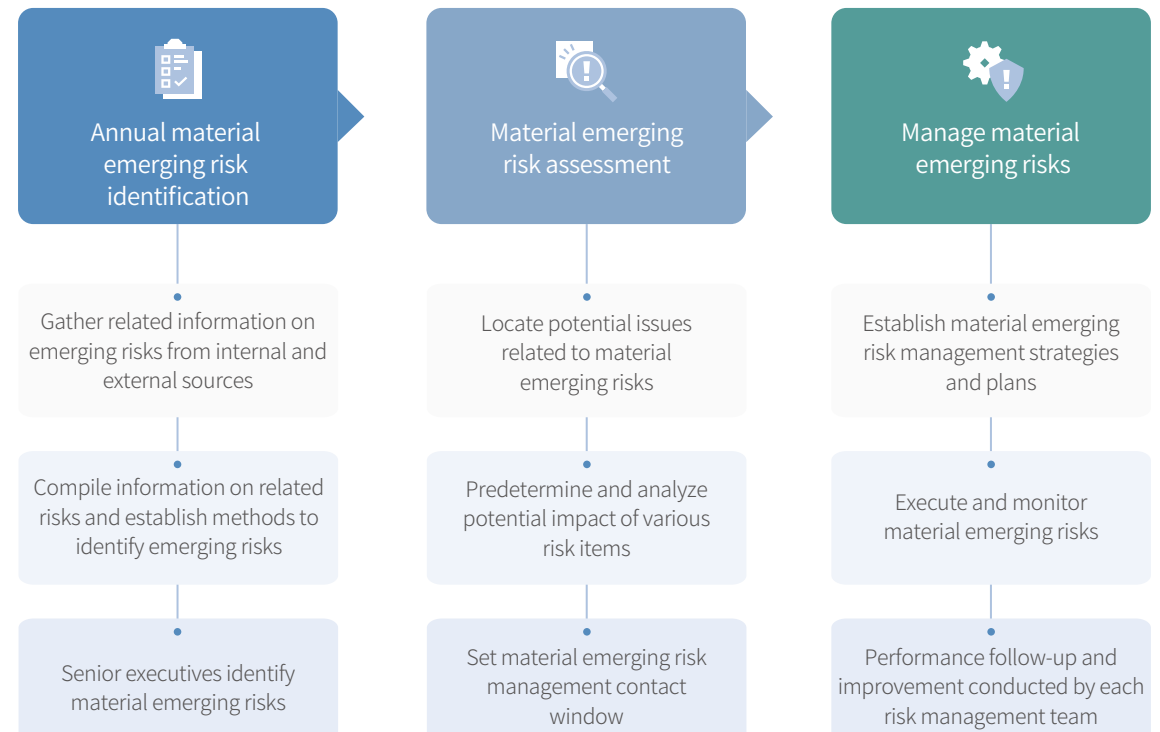 Annual material
emerging risk
identification
Gather related information on
emerging risks from internal and
external sources
Compile information on related
risks and establish methods to
identify emerging risks
Senior executives identify
material emerging risks
Material emerging
risk assessment
Locate potential issues
related to material
emerging risks
Predetermine and analyze
potential impact of various
risk items
Set material emerging risk
management contact
window
Manage material
emerging risks
Establish material emerging
risk management strategies
and plans
Execute and monitor
material emerging risks
Performance follow-up and
improvement conducted by each
risk management team